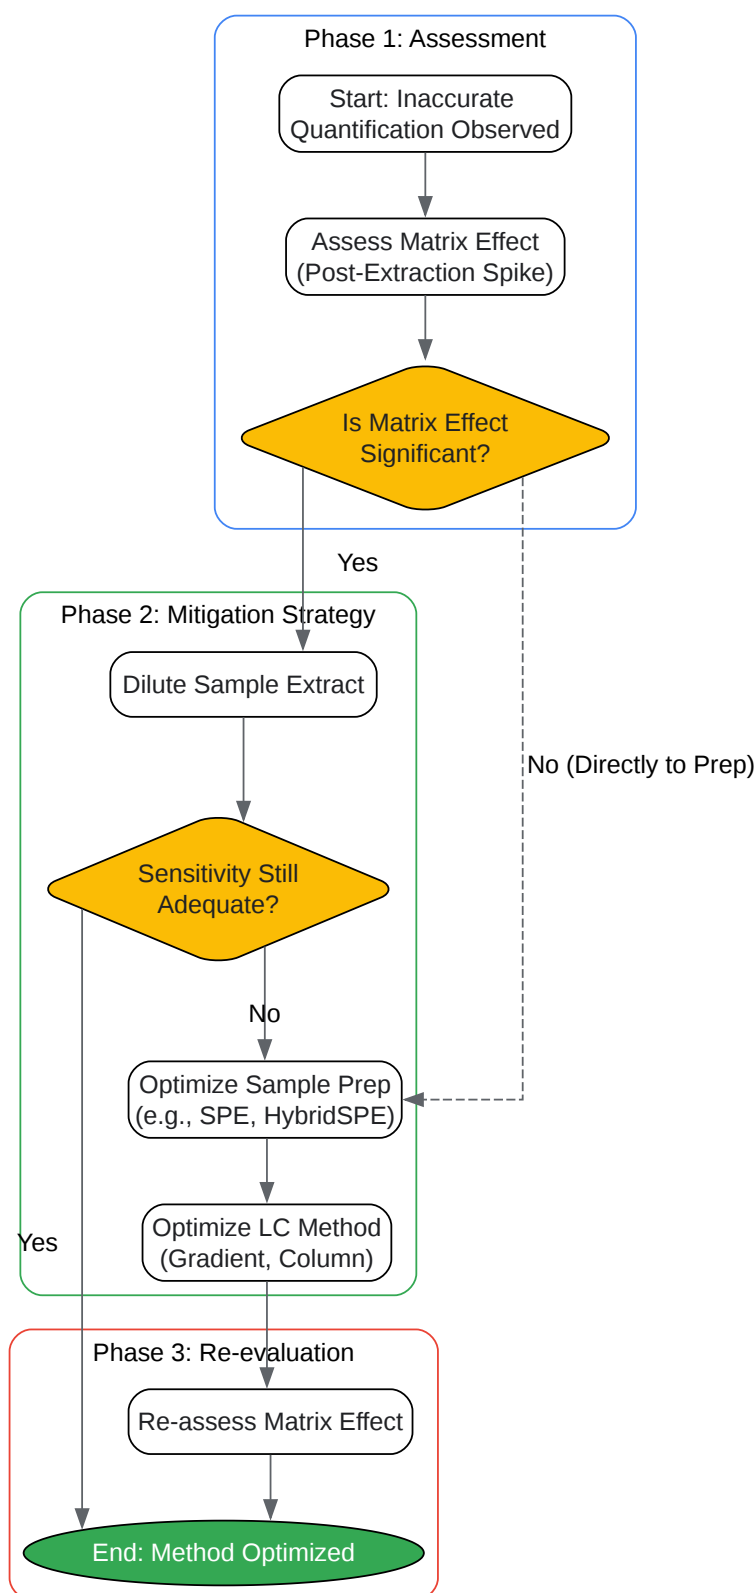 Phase 1: Assessment
Start: Inaccurate
Quantification Observed
Assess Matrix Effect
(Post-Extraction Spike)
Is Matrix Effect
Significant?
Yes
Phase 2: Mitigation Strategy
Dilute Sample Extract
No (Directly to Prep)
Sensitivity Still
Adequate?
No
Optimize Sample Prep
(e.g., SPE, HybridSPE)
Optimize LC Method
(Gradient, Column)
Yes
Phase 3: Re-evaluation
Re-assess Matrix Effect
End: Method Optimized